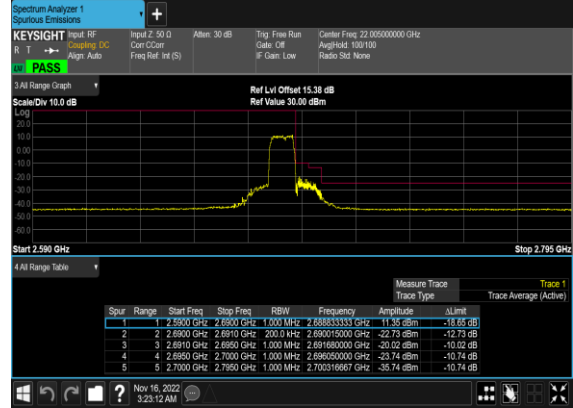 Spectrum Analyzer 1
Spurious Emissions
KEYSIGHT Input: RF Input Z: 50 Ω Atten: 30 dB Trig: Free Run Center Freq: 22.005000000 GHz
R T Coupling: DC Corr CCorr Gate: Off Avg|Hold: 100/100
Align: Auto Freq Ref: Int (S) IF Gain: Low Radio Std: None
PASS
3 All Range Graph
Ref Lvl Offset 15.38 dB
Scale/Div 10.0 dB Ref Value 30.00 dBm
Log
20.0
10.0
0.00
-10.0
-20.0
-30.0
-40.0
-50.0
-60.0
Start 2.590 GHz Stop 2.795 GHz
4 All Range Table
Measure Trace Trace 1
Trace Type Trace Average (Active)
Spur Range Start Freq Stop Freq RBW Frequency Amplitude ΔLimit
1 1 2.5900 GHz 2.6900 GHz 1.000 MHz 2.688833333 GHz 11.35 dBm -18.65 dB
2 2 2.6900 GHz 2.6910 GHz 200.0 kHz 2.690015000 GHz -22.73 dBm -12.73 dB
3 3 2.6910 GHz 2.6950 GHz 1.000 MHz 2.691680000 GHz -20.02 dBm -10.02 dB
4 4 2.6950 GHz 2.7000 GHz 1.000 MHz 2.696050000 GHz -23.74 dBm -10.74 dB
5 5 2.7000 GHz 2.7950 GHz 1.000 MHz 2.700316667 GHz -35.74 dBm -10.74 dB
? Nov 16, 2022
3:23:12 AM